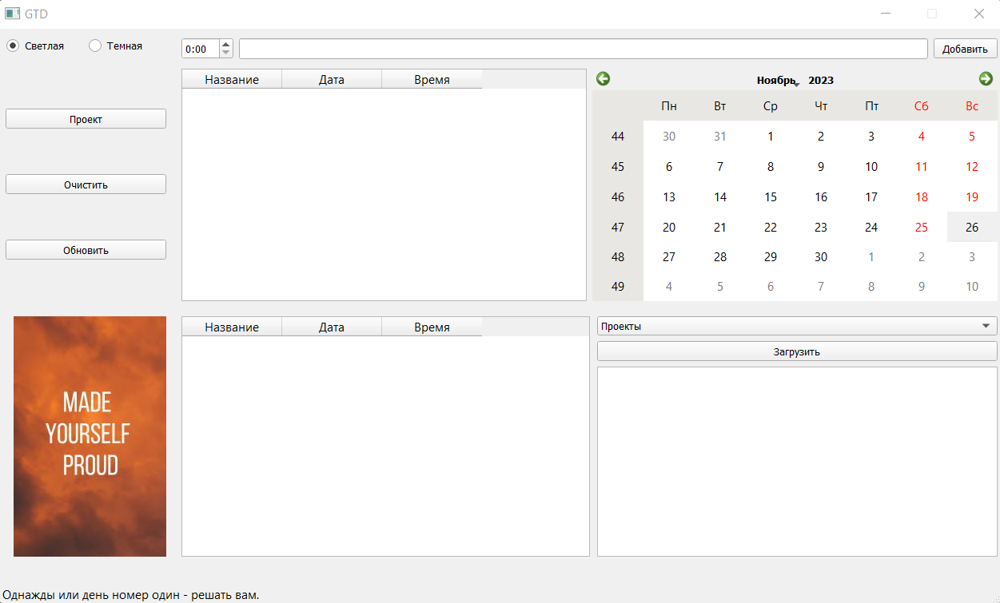 GTD
Светлая Темная 0:00 Добавить
Название Дата Время
Ноябрь 2023
Пн Вт Ср Чт Пт Сб Вс
44 30 31 1 2 3 4 5
45 6 7 8 9 10 11 12
46 13 14 15 16 17 18 19
47 20 21 22 23 24 25 26
48 27 28 29 30 1 2 3
49 4 5 6 7 8 9 10
Проект
Очистить
Обновить
MADE
YOURSELF
PROUD
Название Дата Время
Проекты
Загрузить
Однажды или день номер один - решать вам.